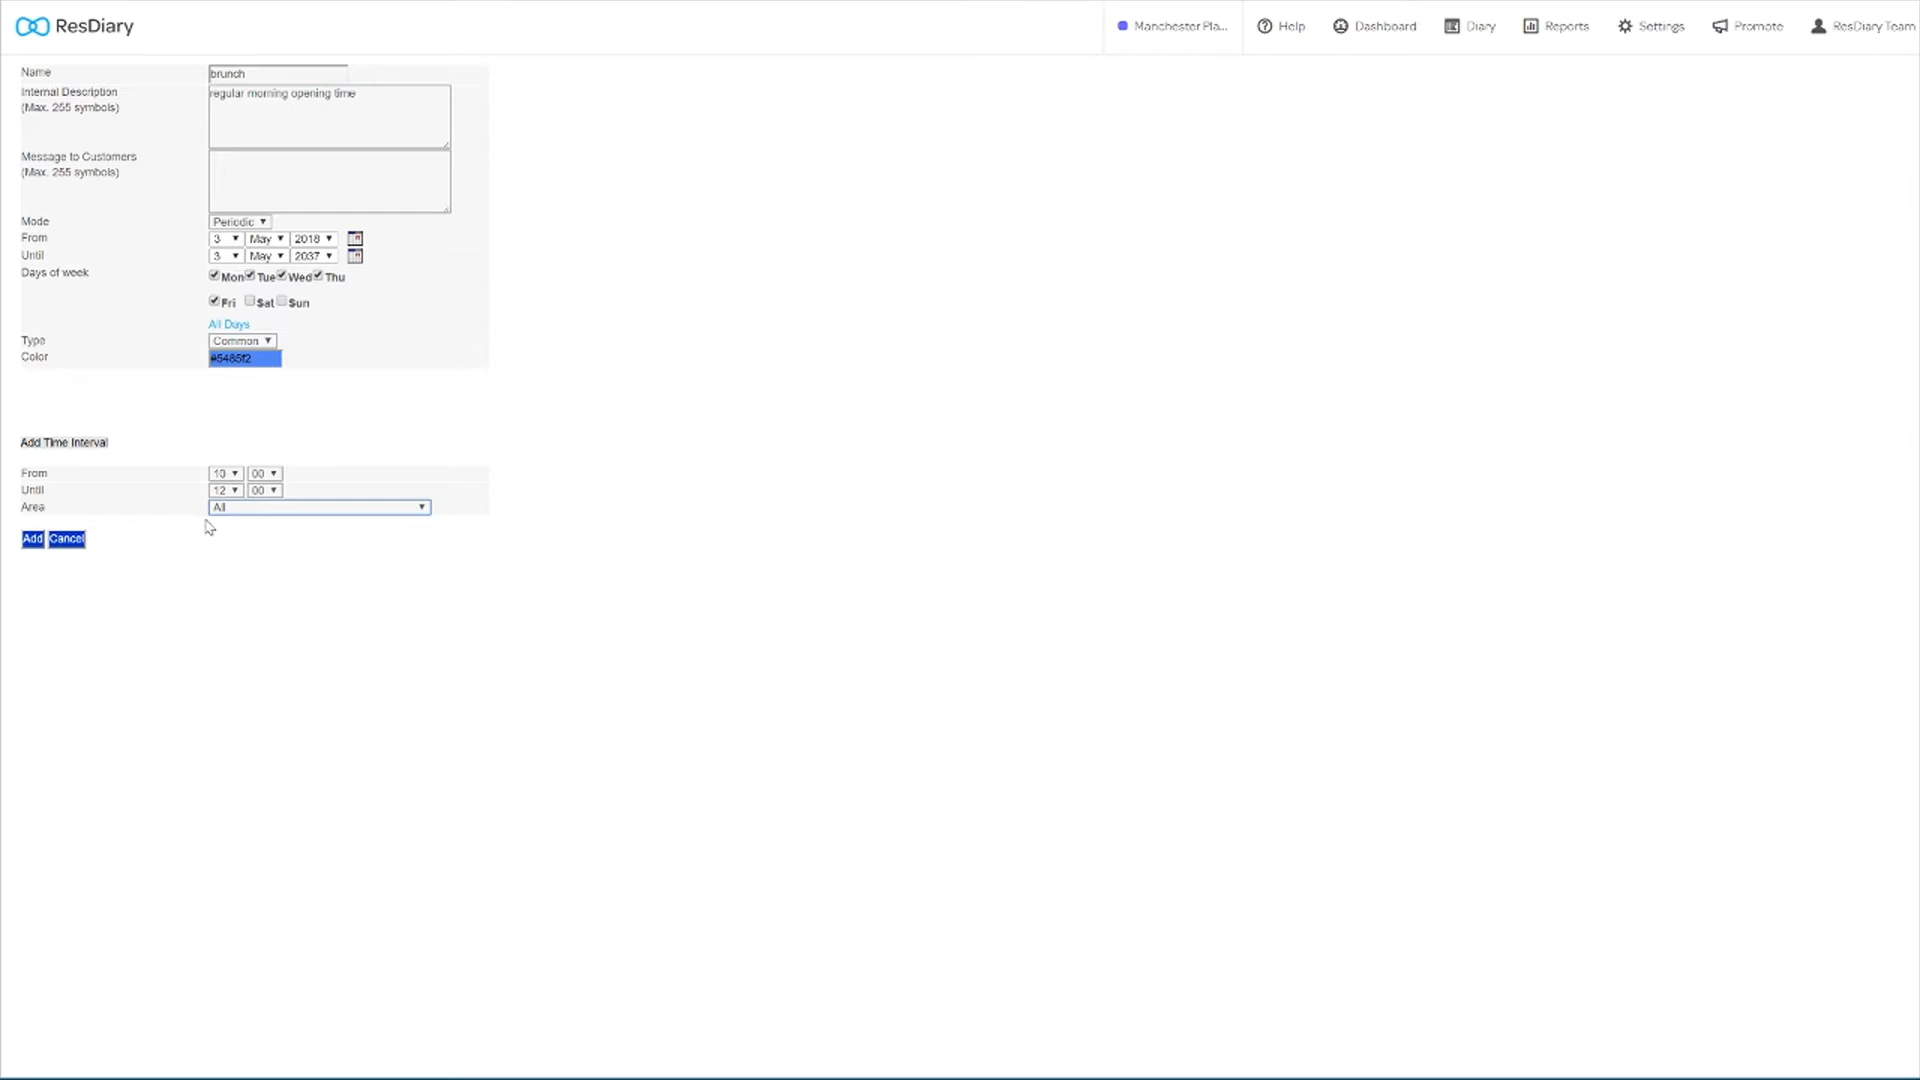 ResDiary
Manchester Pla... Help Dashboard Diary Reports Settings Promote ResDiary Team
Name brunch
Internal Description regular morning opening time
(Max. 255 symbols)
Message to Customers
(Max. 255 symbols)
Mode Periodic
From 3 May 2018
Until 3 May 2037
Days of week Mon Tue Wed Thu
Fri Sat Sun
All Days
Type Common
Color #5485f2
Add Time Interval
From 10 00
Until 12 00
Area All
Add Cancel